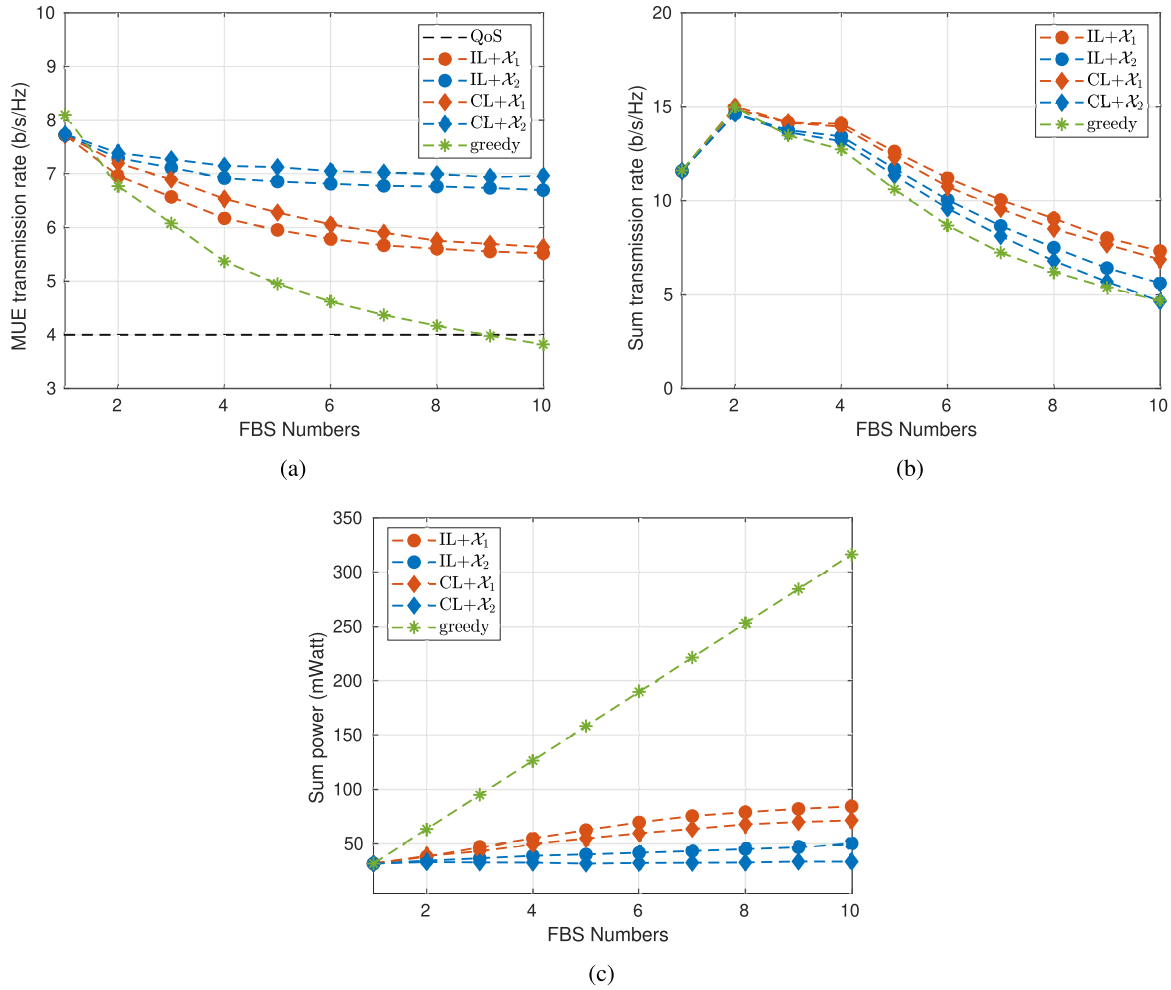 10
9
8
7
6
5
4
3
2
4
6
8
10
MUE transmission rate (b/s/Hz)
FBS Numbers
QoS
IL+𝒳₁
IL+𝒳₂
CL+𝒳₁
CL+𝒳₂
greedy
(a)
20
15
10
5
0
2
4
6
8
10
Sum transmission rate (b/s/Hz)
FBS Numbers
IL+𝒳₁
IL+𝒳₂
CL+𝒳₁
CL+𝒳₂
greedy
(b)
350
300
250
200
150
100
50
2
4
6
8
10
Sum power (mWatt)
FBS Numbers
IL+𝒳₁
IL+𝒳₂
CL+𝒳₁
CL+𝒳₂
greedy
(c)